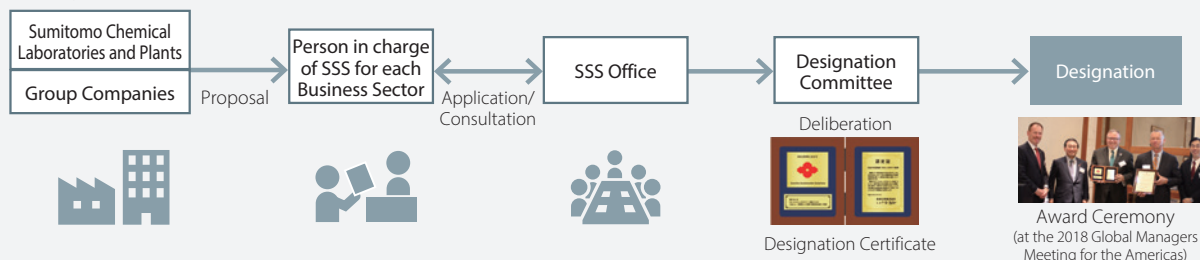 Sumitomo Chemical
Laboratories and Plants
Group Companies
Proposal
Person in charge
of SSS for each
Business Sector
Application/
Consultation
SSS Office
Designation
Committee
Deliberation
Designation Certificate
Designation
Award Ceremony
(at the 2018 Global Managers
Meeting for the Americas)